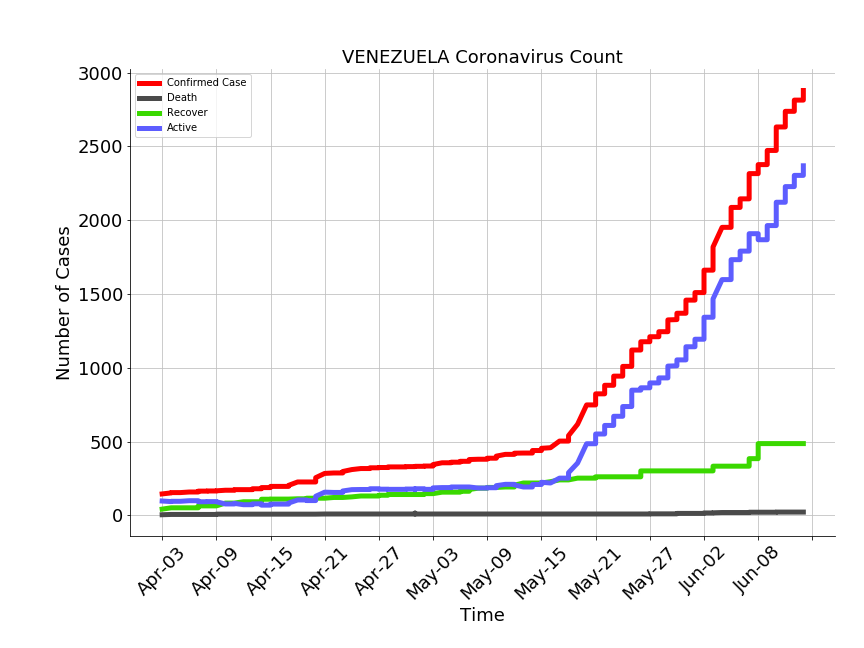 VENEZUELA Coronavirus Count
Confirmed Case
Death
Recover
Active
Number of Cases
3000
2500
2000
1500
1000
500
0
Apr-03
Apr-09
Apr-15
Apr-21
Apr-27
May-03
May-09
May-15
May-21
May-27
Jun-02
Jun-08
Time